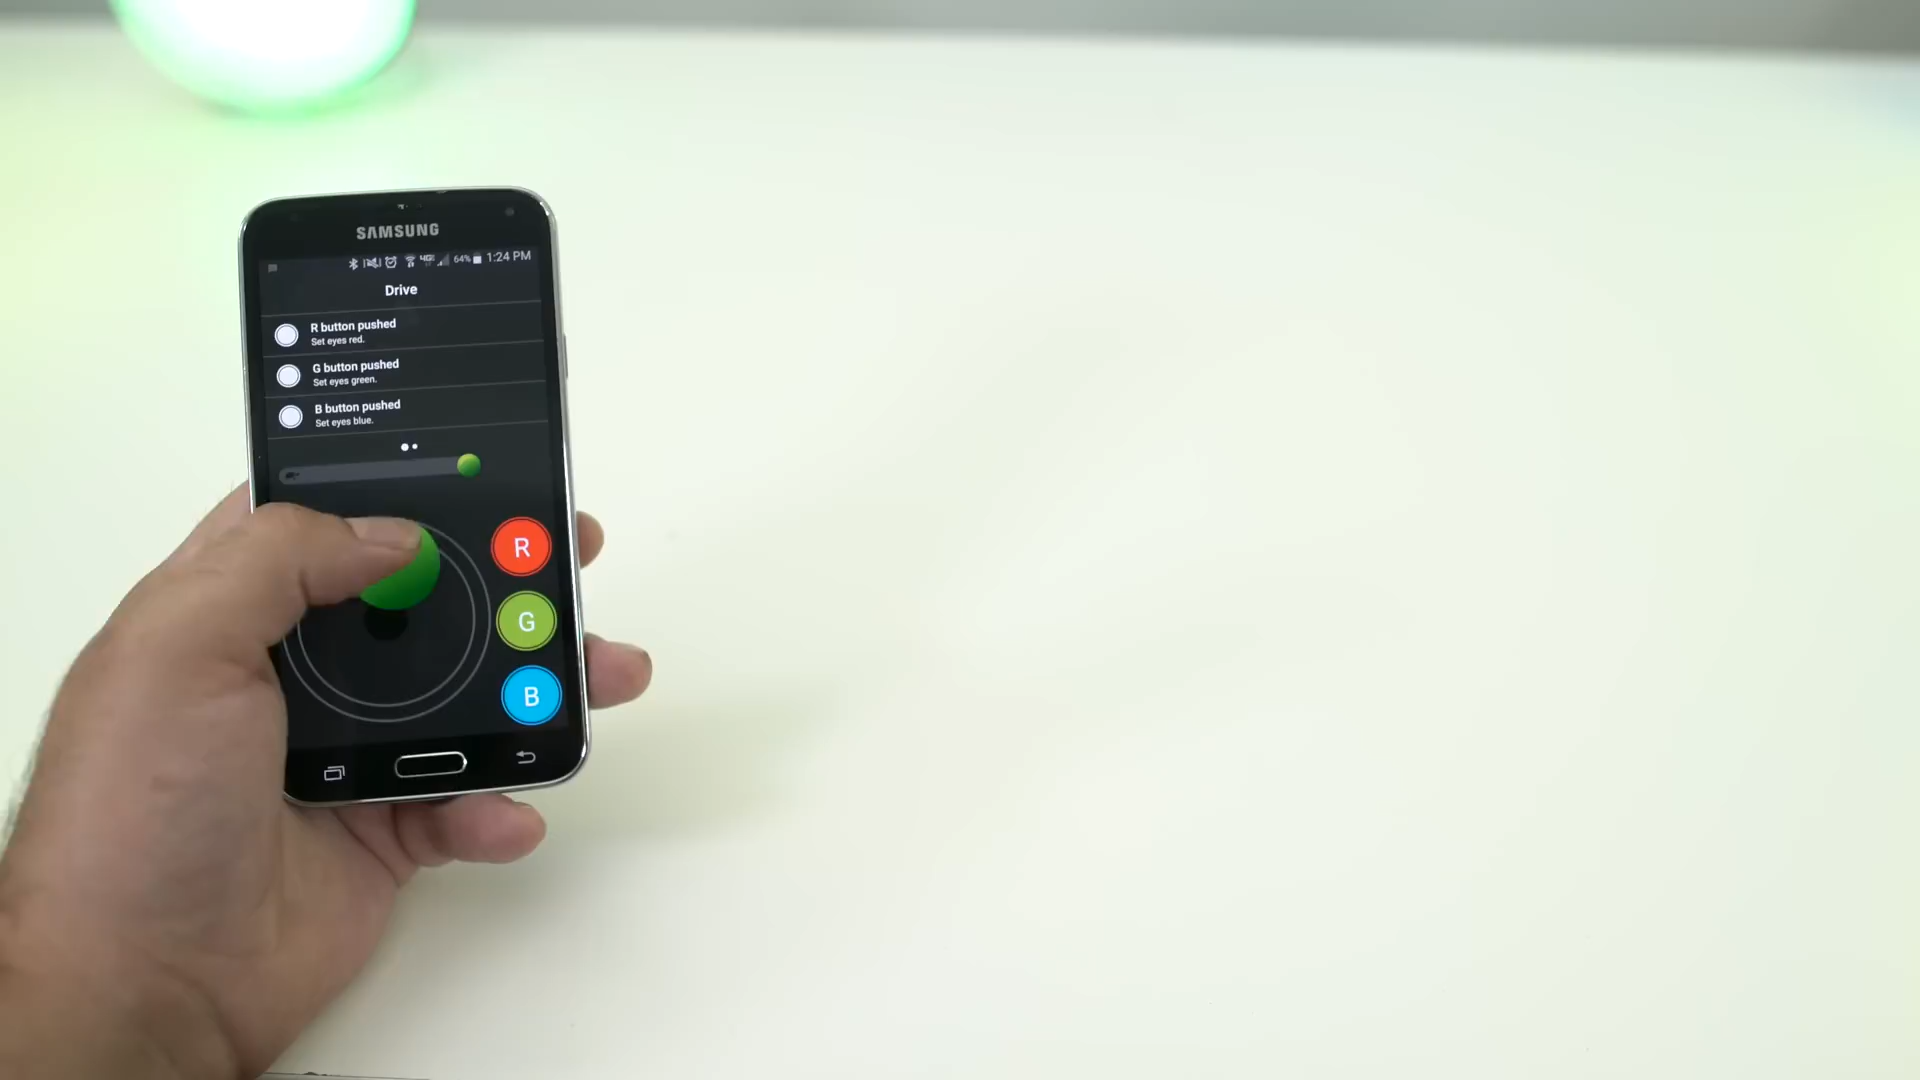 SAMSUNG
64% 1:24 PM
Drive
R button pushed
Set eyes red.
G button pushed
Set eyes green.
B button pushed
Set eyes blue.
R
G
B